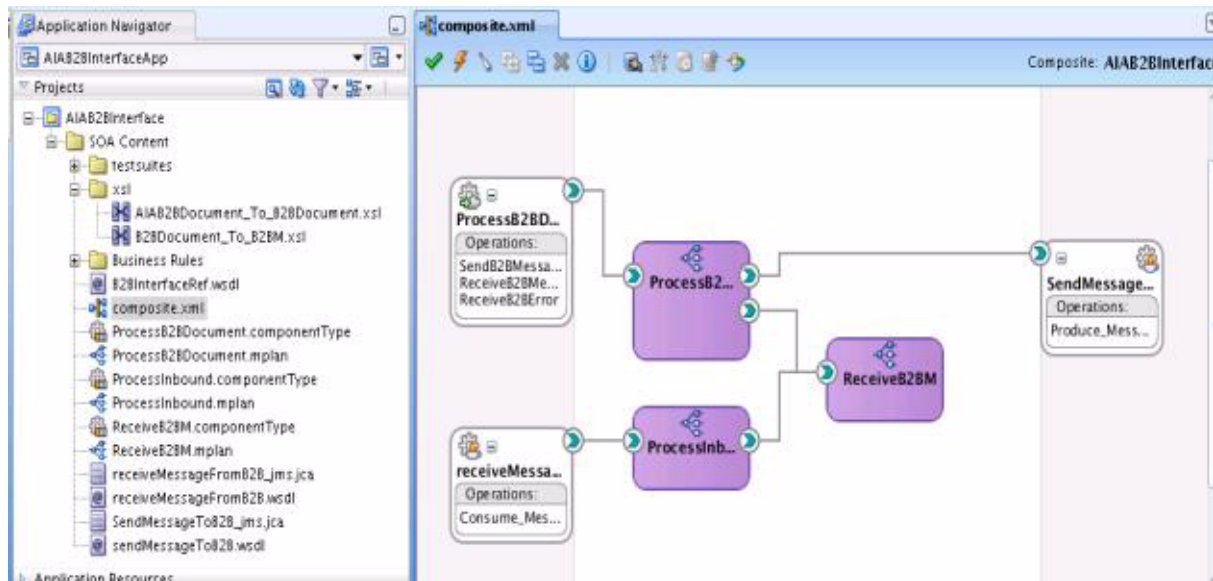 Application Navigator
AIAB2BInterfaceApp
Projects
AIAB2BInterface
SOA Content
testsuites
xsl
AIAB2BDocument_To_B2BDocument.xsl
B2BDocument_To_B2BM.xsl
Business Rules
B2BInterfaceRef.wsdl
composite.xml
ProcessB2BDocument.componentType
ProcessB2BDocument.mplan
ProcessInbound.componentType
ProcessInbound.mplan
ReceiveB2BM.componentType
ReceiveB2BM.mplan
receiveMessageFromB2B_jms.jca
receiveMessageFromB2B.wsdl
SendMessageToB2B_jms.jca
sendMessageToB2B.wsdl
Application Resources
composite.xml
Composite: AIAB2BInterfac
ProcessB2BD...
Operations:
SendB2BMessa...
ReceiveB2BMe...
ReceiveB2BError
ProcessB2...
SendMessage...
Operations:
Produce_Mess...
ReceiveB2BM
ProcessInb...
receiveMessa...
Operations:
Consume_Mes...